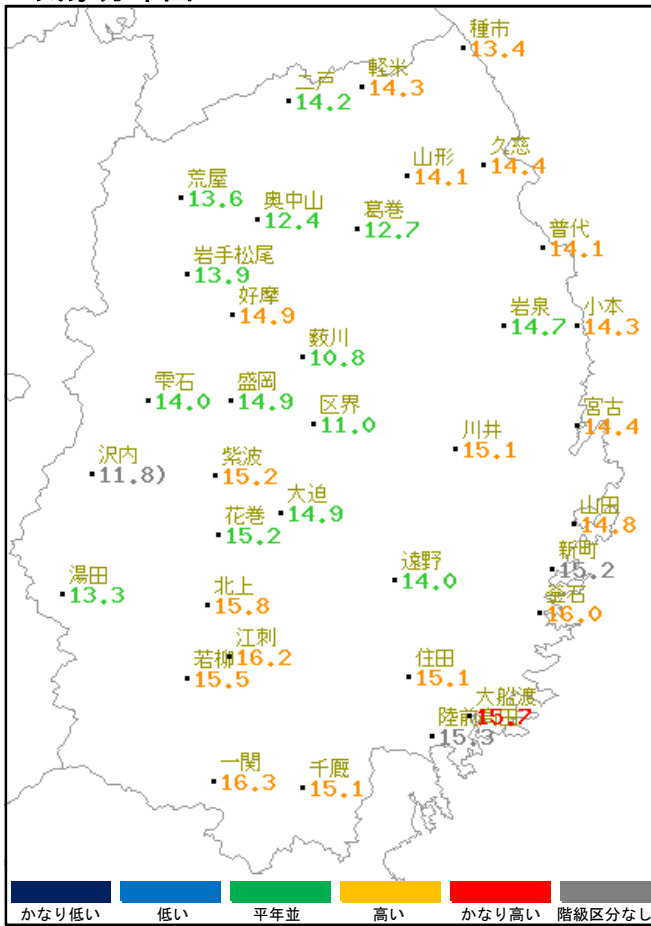 種市
13.4
軽米
14.3
二戸
14.2
久慈
14.4
山形
14.1
荒屋
13.6
奥中山
12.4
葛巻
12.7
普代
14.1
岩手松尾
13.9
好摩
14.9
岩泉
14.7
小本
14.3
薮川
10.8
雫石
14.0
盛岡
14.9
区界
11.0
宮古
14.4
川井
15.1
沢内
11.8)
紫波
15.2
大迫
14.9
花巻
15.2
山田
14.8
新町
15.2
湯田
13.3
遠野
14.0
北上
15.8
釜石
16.0
江刺
16.2
若柳
15.5
住田
15.1
大船渡
15.7
陸前高田
15.3
一関
16.3
千厩
15.1
かなり低い 低い 平年並 高い かなり高い 階級区分なし